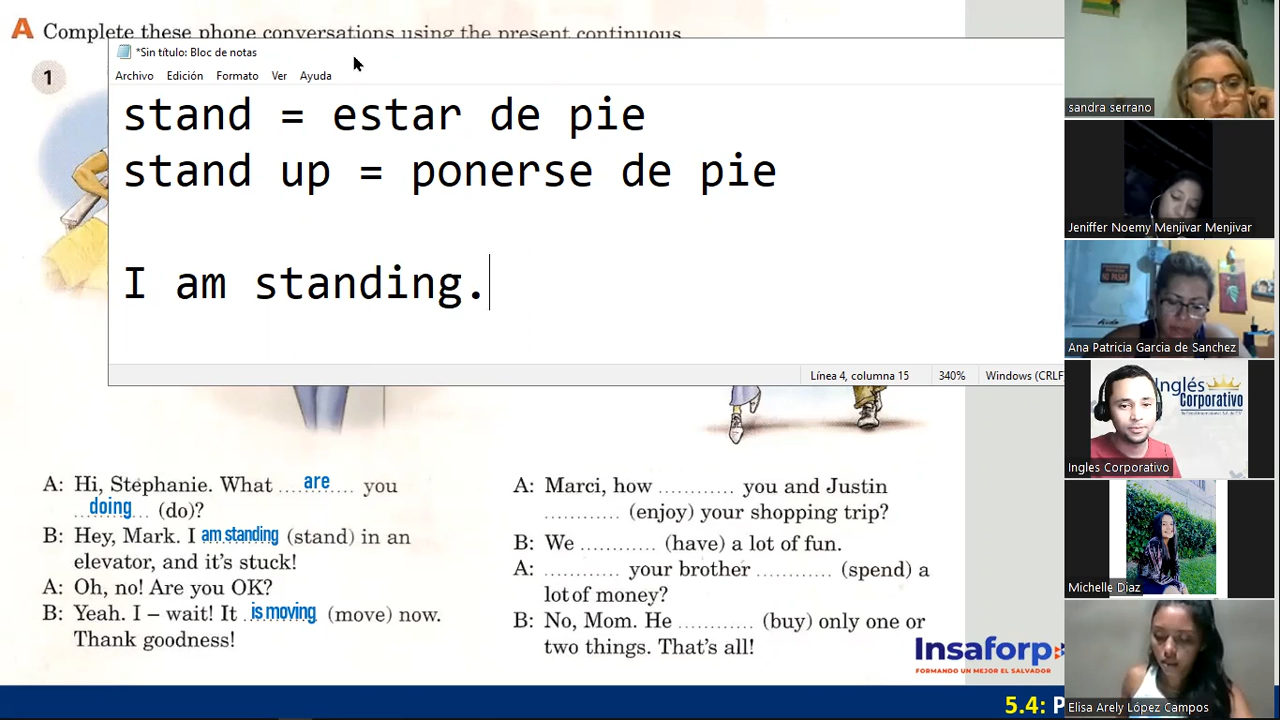 A Complete these phone conversations using the present continuous
*Sin título: Bloc de notas
Archivo Edición Formato Ver Ayuda
1
stand = estar de pie
stand up = ponerse de pie
I am standing.
Línea 4, columna 15 340% Windows (CRLF
A: Hi, Stephanie. What are you
doing (do)?
B: Hey, Mark. I am standing (stand) in an
elevator, and it's stuck!
A: Oh, no! Are you OK?
B: Yeah. I – wait! It is moving (move) now.
Thank goodness!
A: Marci, how ............ you and Justin
............ (enjoy) your shopping trip?
B: We ............ (have) a lot of fun.
A: ............ your brother ............ (spend) a
lot of money?
B: No, Mom. He ............ (buy) only one or
two things. That's all!
Insaforp
FORMANDO UN MEJOR EL SALVADOR
5.4: P
sandra serrano
Jeniffer Noemy Menjivar Menjivar
Ana Patricia Garcia de Sanchez
Inglés
Corporativo
Ingles Corporativo
Michelle Diaz
Elisa Arely López Campos